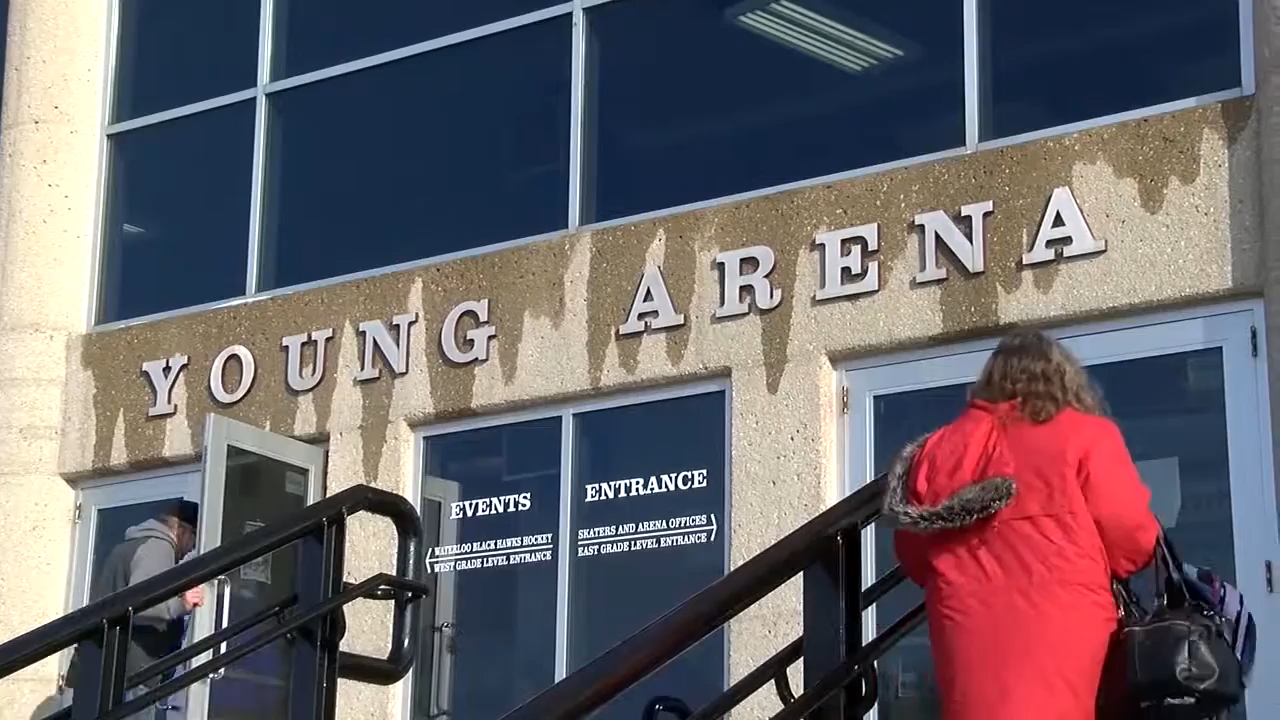 YOUNG ARENA
EVENTS
WATERLOO BLACK HAWKS HOCKEY
WEST GRADE LEVEL ENTRANCE
ENTRANCE
SKATERS AND ARENA OFFICES
EAST GRADE LEVEL ENTRANCE